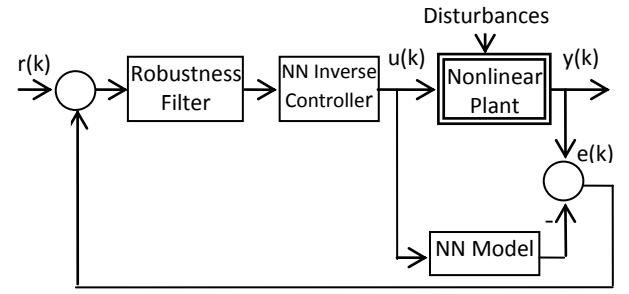 Disturbances
r(k)
Robustness
Filter
NN Inverse
Controller
u(k)
Nonlinear
Plant
y(k)
e(k)
-
NN Model